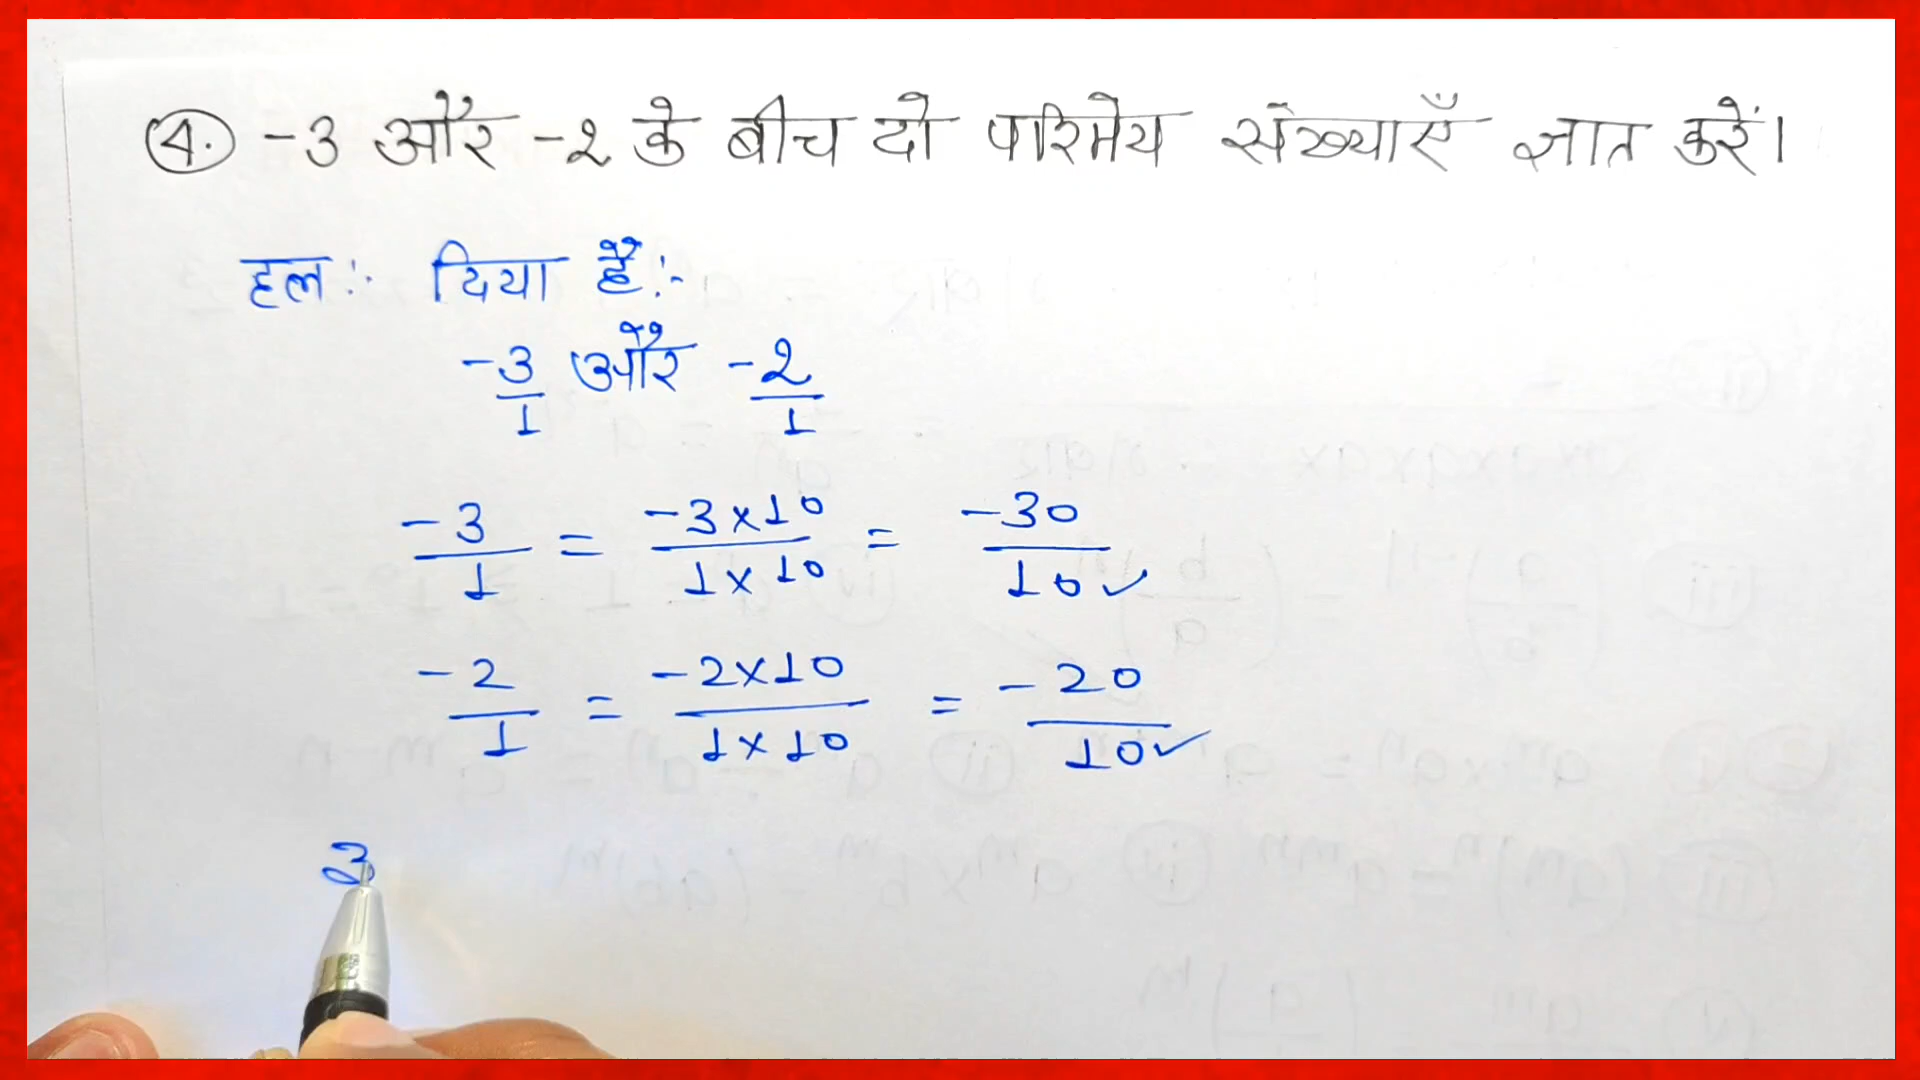 4. -3 और -2 के बीच दो परिमेय संख्याएँ ज्ञात करें।
हल:- दिया है:-
-3/1 और -2/1
-3/1 = -3×10/1×10 = -30/10 ✓
-2/1 = -2×10/1×10 = -20/10 ✓